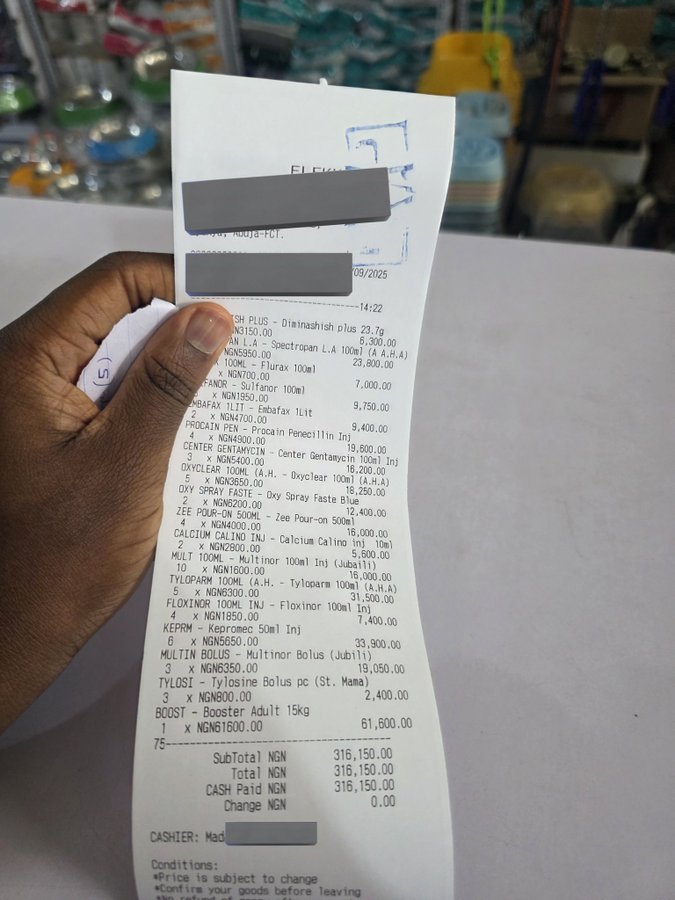 Abuja-FCT.
/09/2025
14:22
ISH PLUS - Diminashish plus 23.7g
NGN3150.00 6,300.00
AN L.A - Spectropan L.A 100ml (A A.H.A)
NGN5950.00 23,800.00
100ML - Flurax 100ml
x NGN700.00 7,000.00
FANOR - Sulfanor 100ml
x NGN1950.00 9,750.00
EMBAFAX 1LIT - Embafax 1Lit
2 x NGN4700.00 9,400.00
PROCAIN PEN - Procain Penecillin Inj
4 x NGN4900.00 19,600.00
CENTER GENTAMYCIN - Center Gentamycin 100ml Inj
3 x NGN5400.00 16,200.00
OXYCLEAR 100ML (A.H. - Oxyclear 100ml (A.H.A)
5 x NGN3650.00 18,250.00
OXY SPRAY FASTE - Oxy Spray Faste Blue
2 x NGN6200.00 12,400.00
ZEE POUR-ON 500ML - Zee Pour-on 500ml
4 x NGN4000.00 16,000.00
CALCIUM CALINO INJ - Calcium Calino inj 10ml
2 x NGN2800.00 5,600.00
MULT 100ML - Multinor 100ml Inj (Jubaili)
10 x NGN1600.00 16,000.00
TYLOPARM 100ML (A.H. - Tyloparm 100ml (A.H.A)
5 x NGN6300.00 31,500.00
FLOXINOR 100ML INJ - Floxinor 100ml Inj
4 x NGN1850.00 7,400.00
KEPRM - Kepromec 50ml Inj
6 x NGN5650.00 33,900.00
MULTIN BOLUS - Multinor Bolus (Jubili)
3 x NGN6350.00 19,050.00
TYLOSI - Tylosine Bolus pc (St. Mama)
3 x NGN800.00 2,400.00
BOOST - Booster Adult 15kg
1 x NGN61600.00 61,600.00
75
SubTotal NGN 316,150.00
Total NGN 316,150.00
CASH Paid NGN 316,150.00
Change NGN 0.00
CASHIER: Mad
Conditions:
*Price is subject to change
*Confirm your goods before leaving
(5)